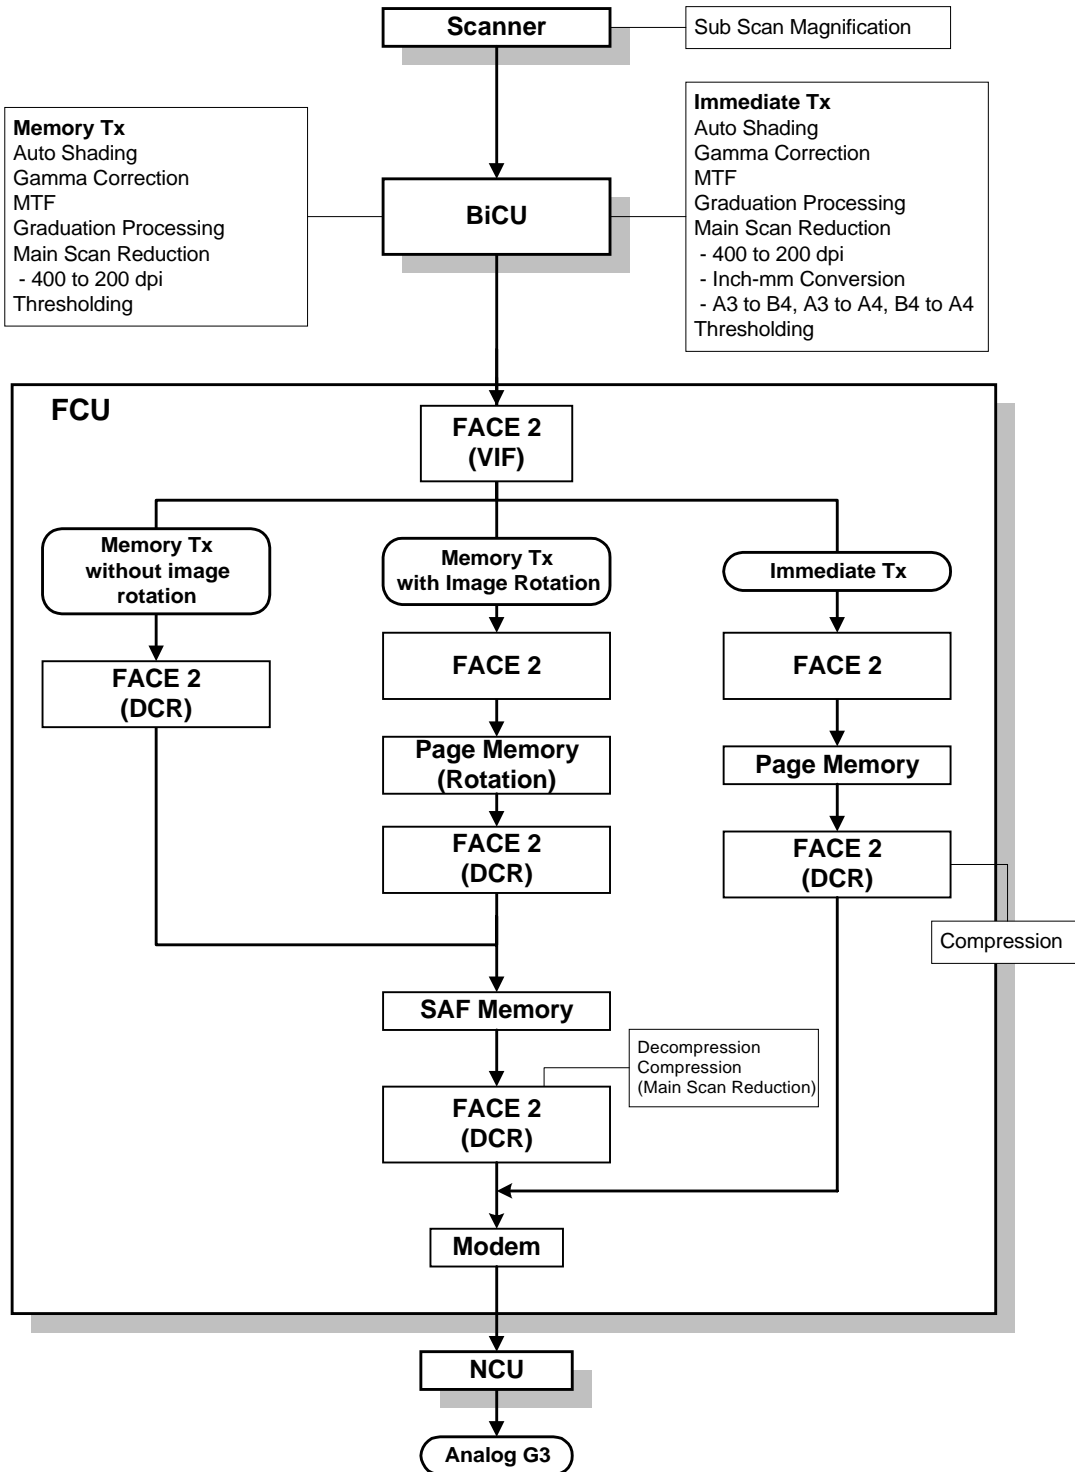 Scanner
Sub Scan Magnification
Memory Tx
Auto Shading
Gamma Correction
MTF
Graduation Processing
Main Scan Reduction
- 400 to 200 dpi
Thresholding
BiCU
Immediate Tx
Auto Shading
Gamma Correction
MTF
Graduation Processing
Main Scan Reduction
- 400 to 200 dpi
- Inch-mm Conversion
- A3 to B4, A3 to A4, B4 to A4
Thresholding
FCU
FACE 2
(VIF)
Memory Tx
without image
rotation
Memory Tx
with Image Rotation
Immediate Tx
FACE 2
(DCR)
FACE 2
FACE 2
Page Memory
(Rotation)
Page Memory
FACE 2
(DCR)
FACE 2
(DCR)
Compression
SAF Memory
Decompression
Compression
(Main Scan Reduction)
FACE 2
(DCR)
Modem
NCU
Analog G3